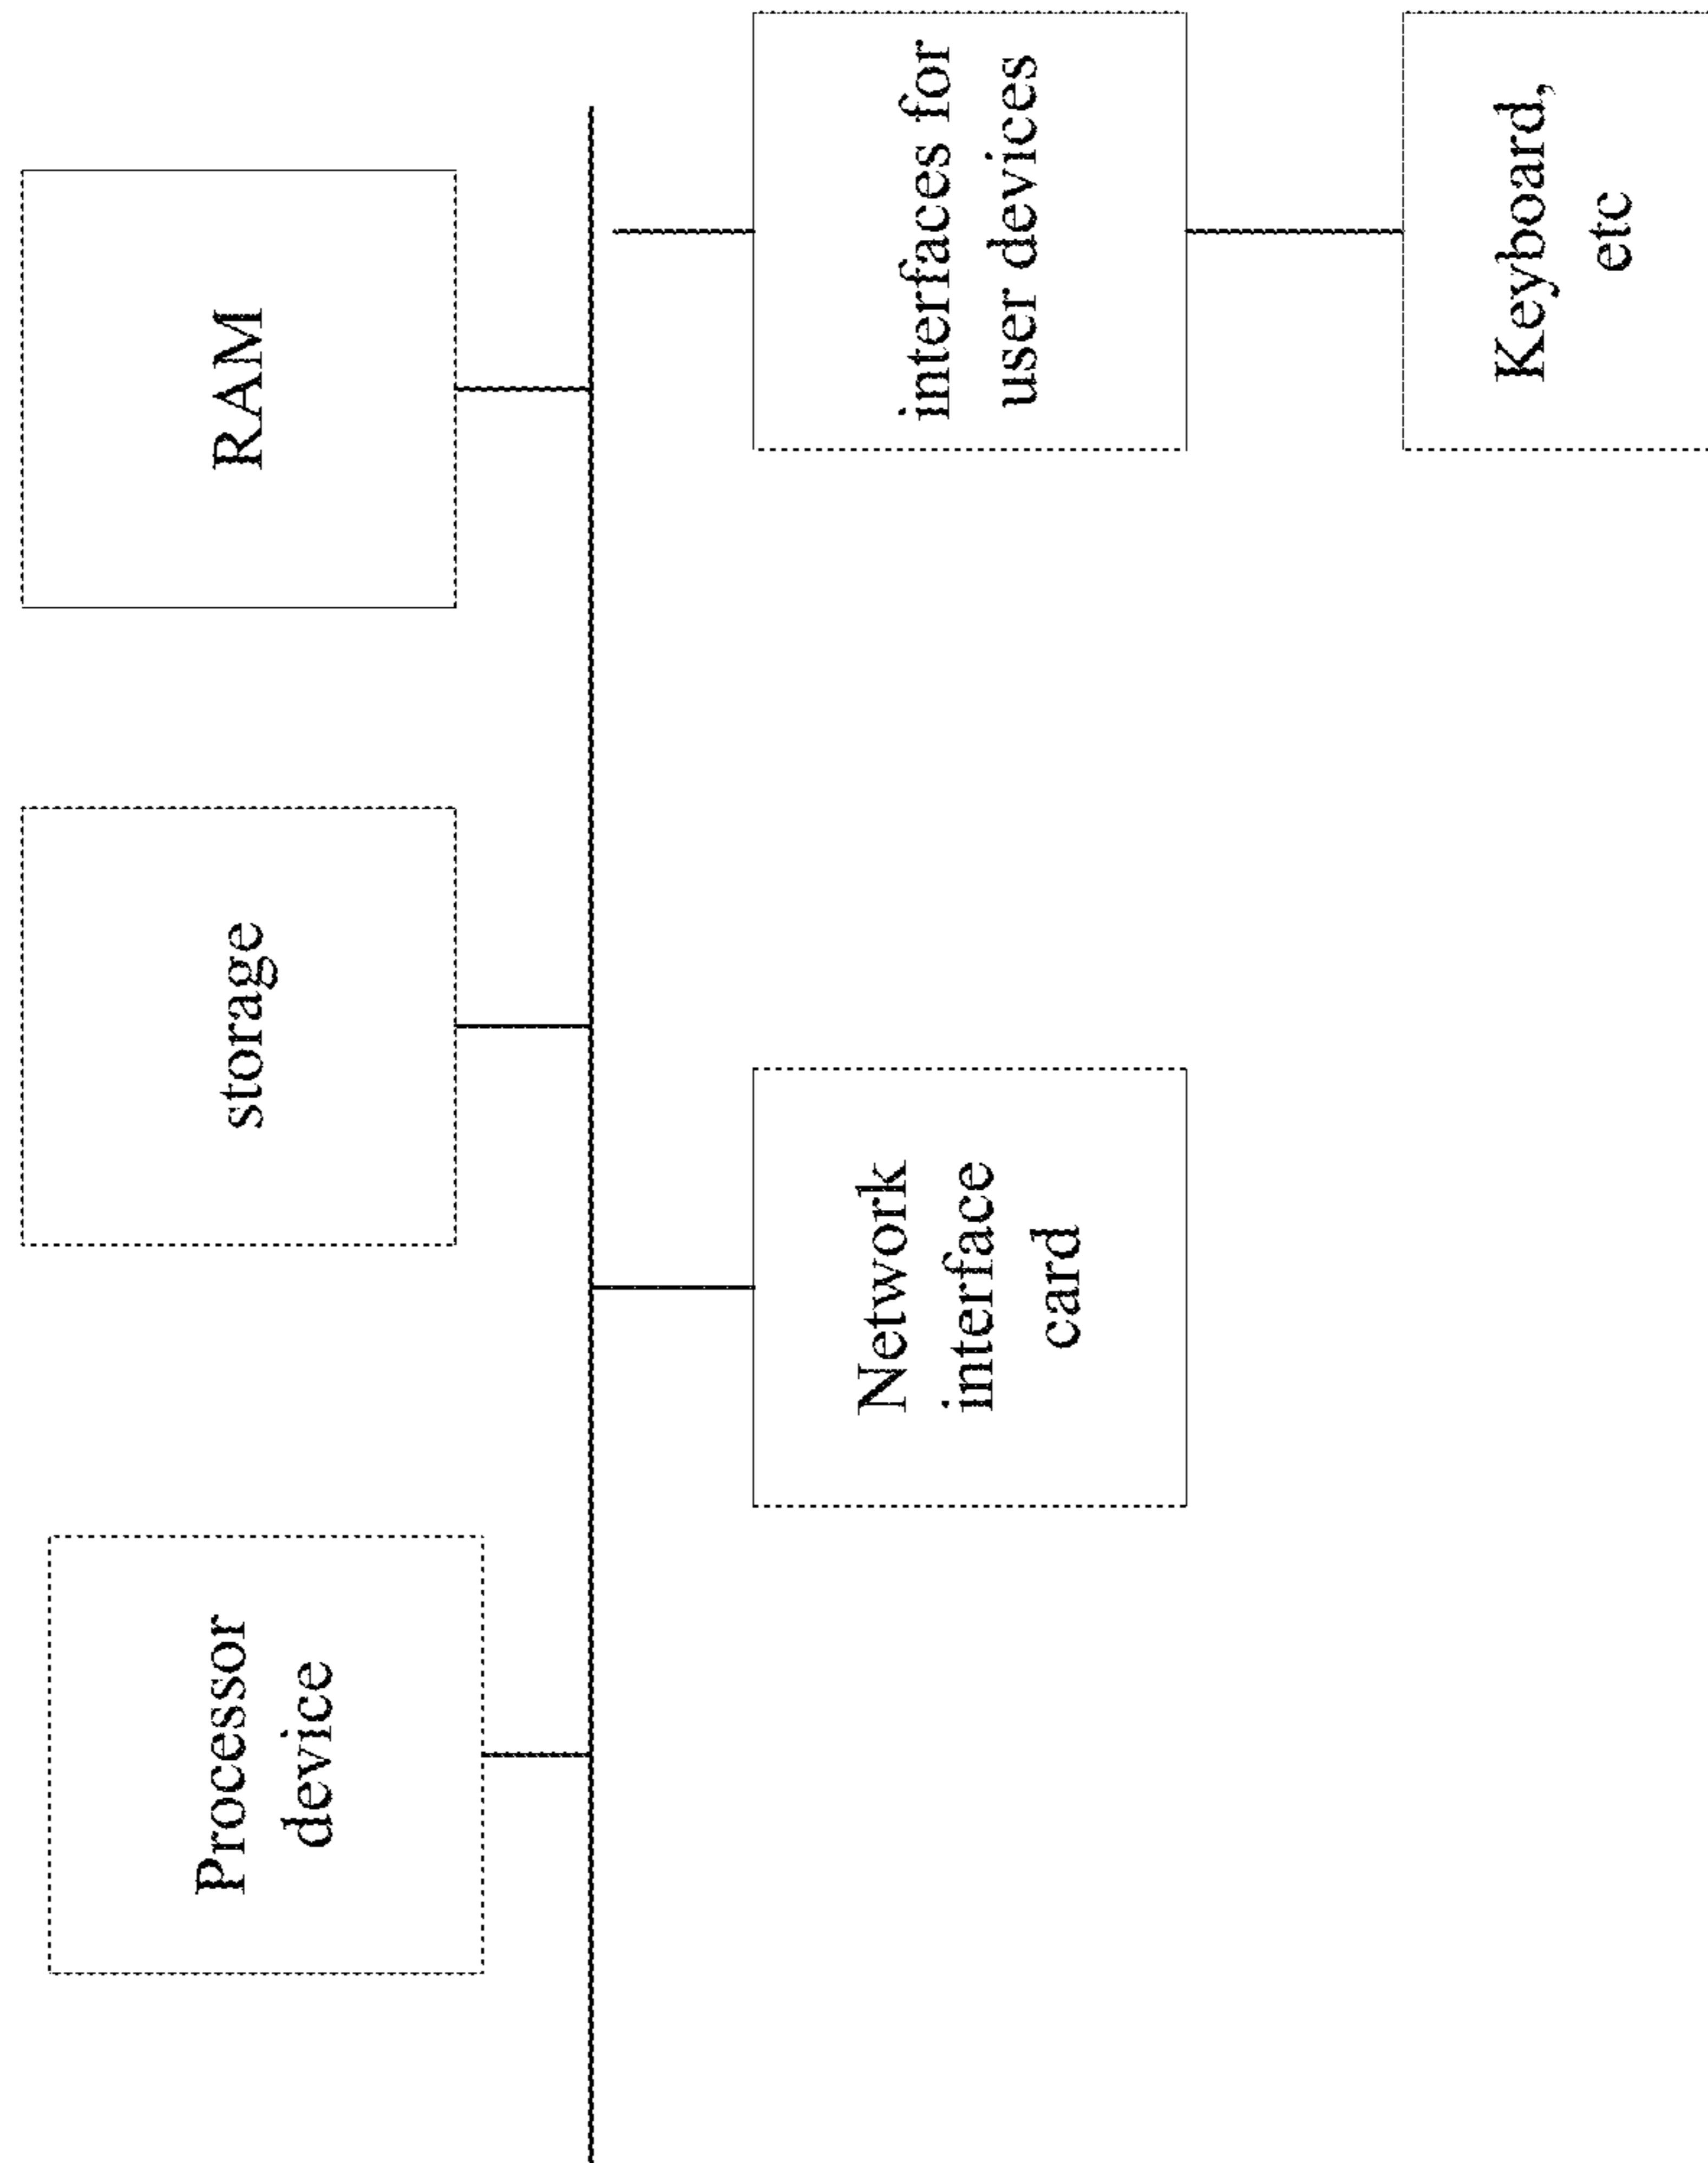 Processor
device
storage
RAM
Network
interface
card
interfaces for
user devices
Keyboard,
etc